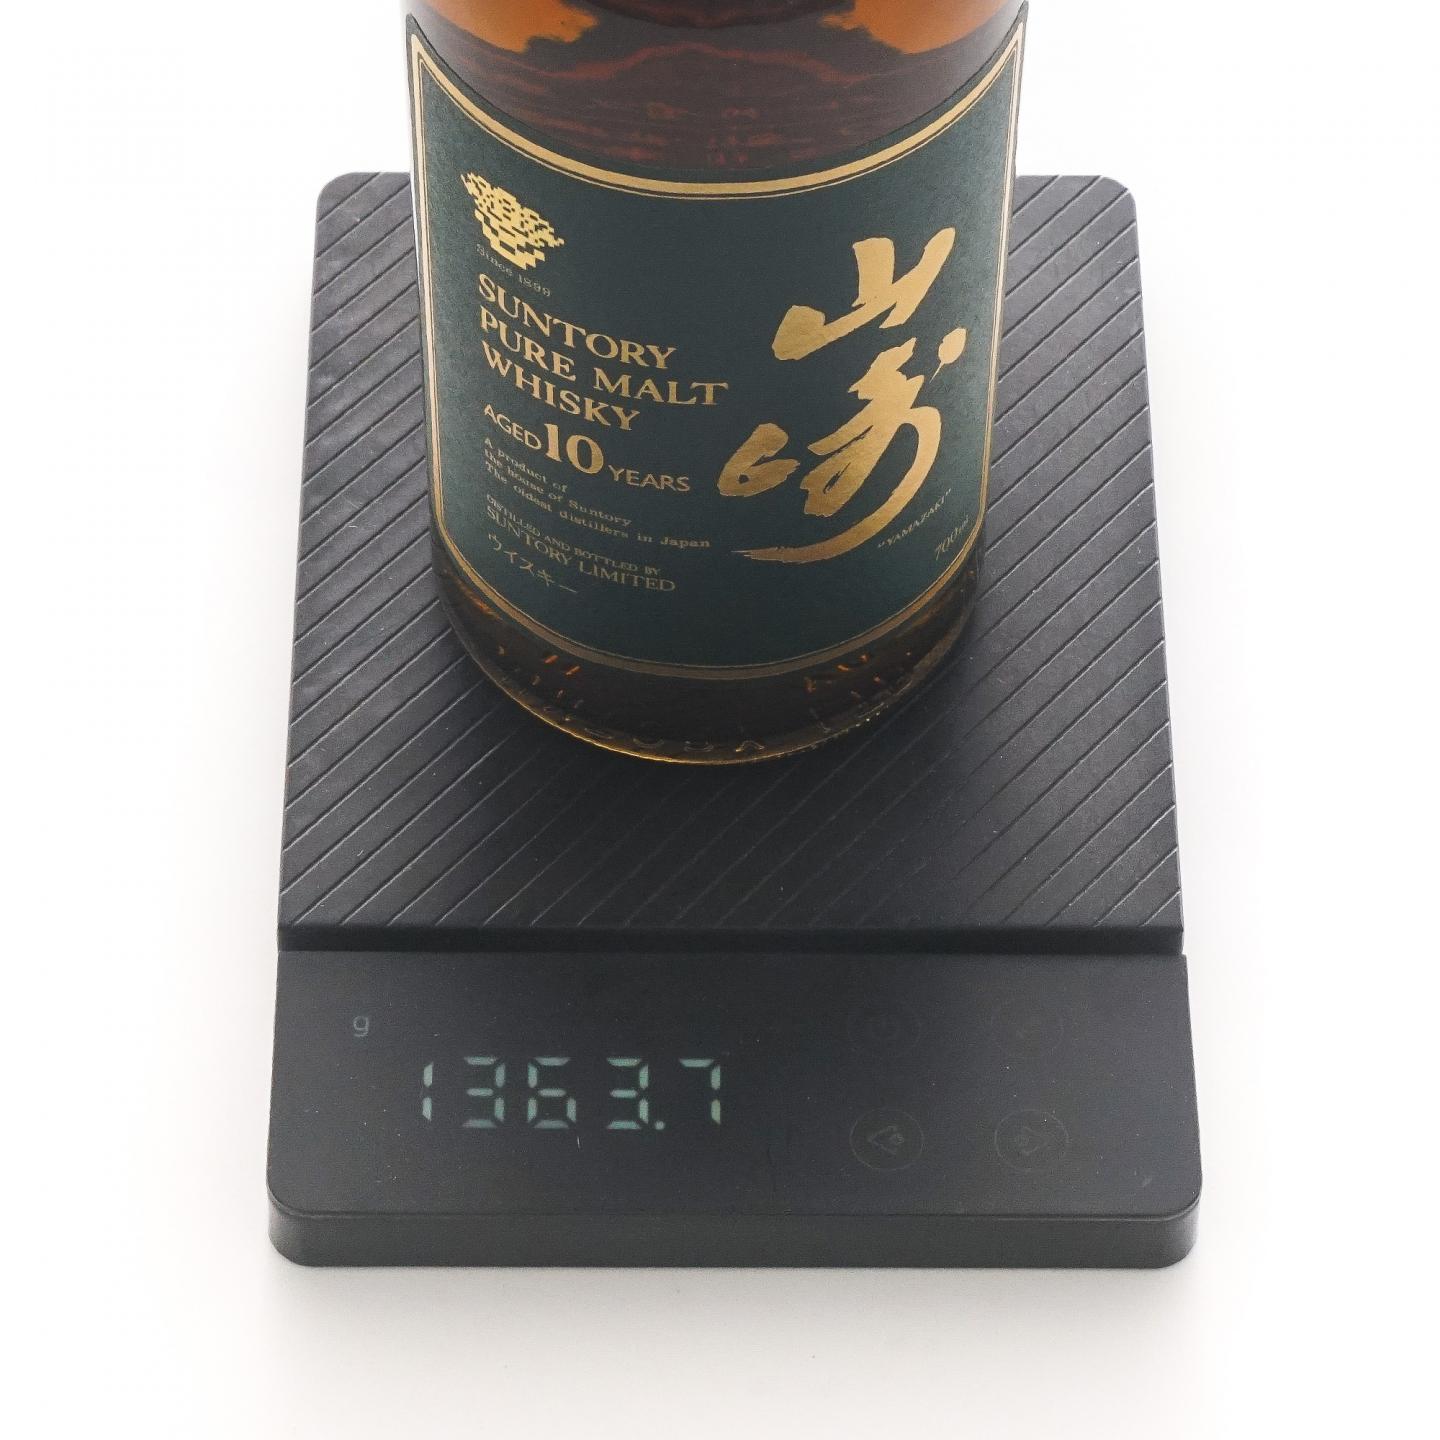 Since 1899
SUNTORY
PURE MALT
WHISKY
AGED 10 YEARS
A product of
the house of Suntory
The oldest distillers in Japan
DISTILLED AND BOTTLED BY
SUNTORY LIMITED
ウイスキー
山崎
"YAMAZAKI"
700ml
g
1363.7